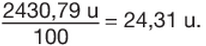 2430,79 u
100
= 24,31 u.